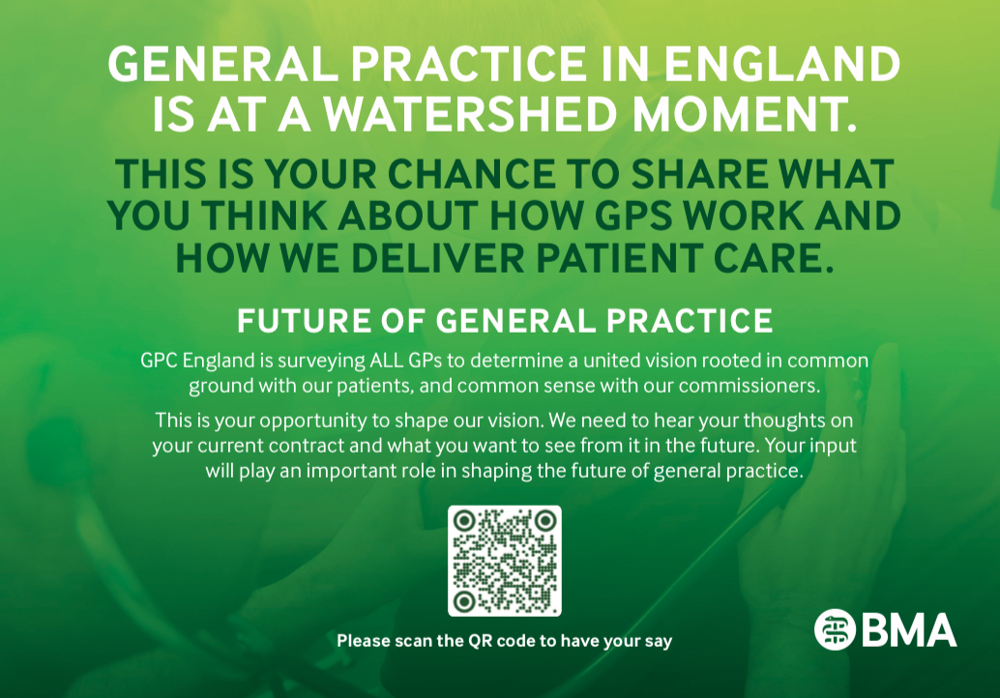 GENERAL PRACTICE IN ENGLAND
IS AT A WATERSHED MOMENT.
THIS IS YOUR CHANCE TO SHARE WHAT
YOU THINK ABOUT HOW GPS WORK AND
HOW WE DELIVER PATIENT CARE.
FUTURE OF GENERAL PRACTICE
GPC England is surveying ALL GPs to determine a united vision rooted in common
ground with our patients, and common sense with our commissioners.
This is your opportunity to shape our vision. We need to hear your thoughts on
your current contract and what you want to see from it in the future. Your input
will play an important role in shaping the future of general practice.
Please scan the QR code to have your say
BMA